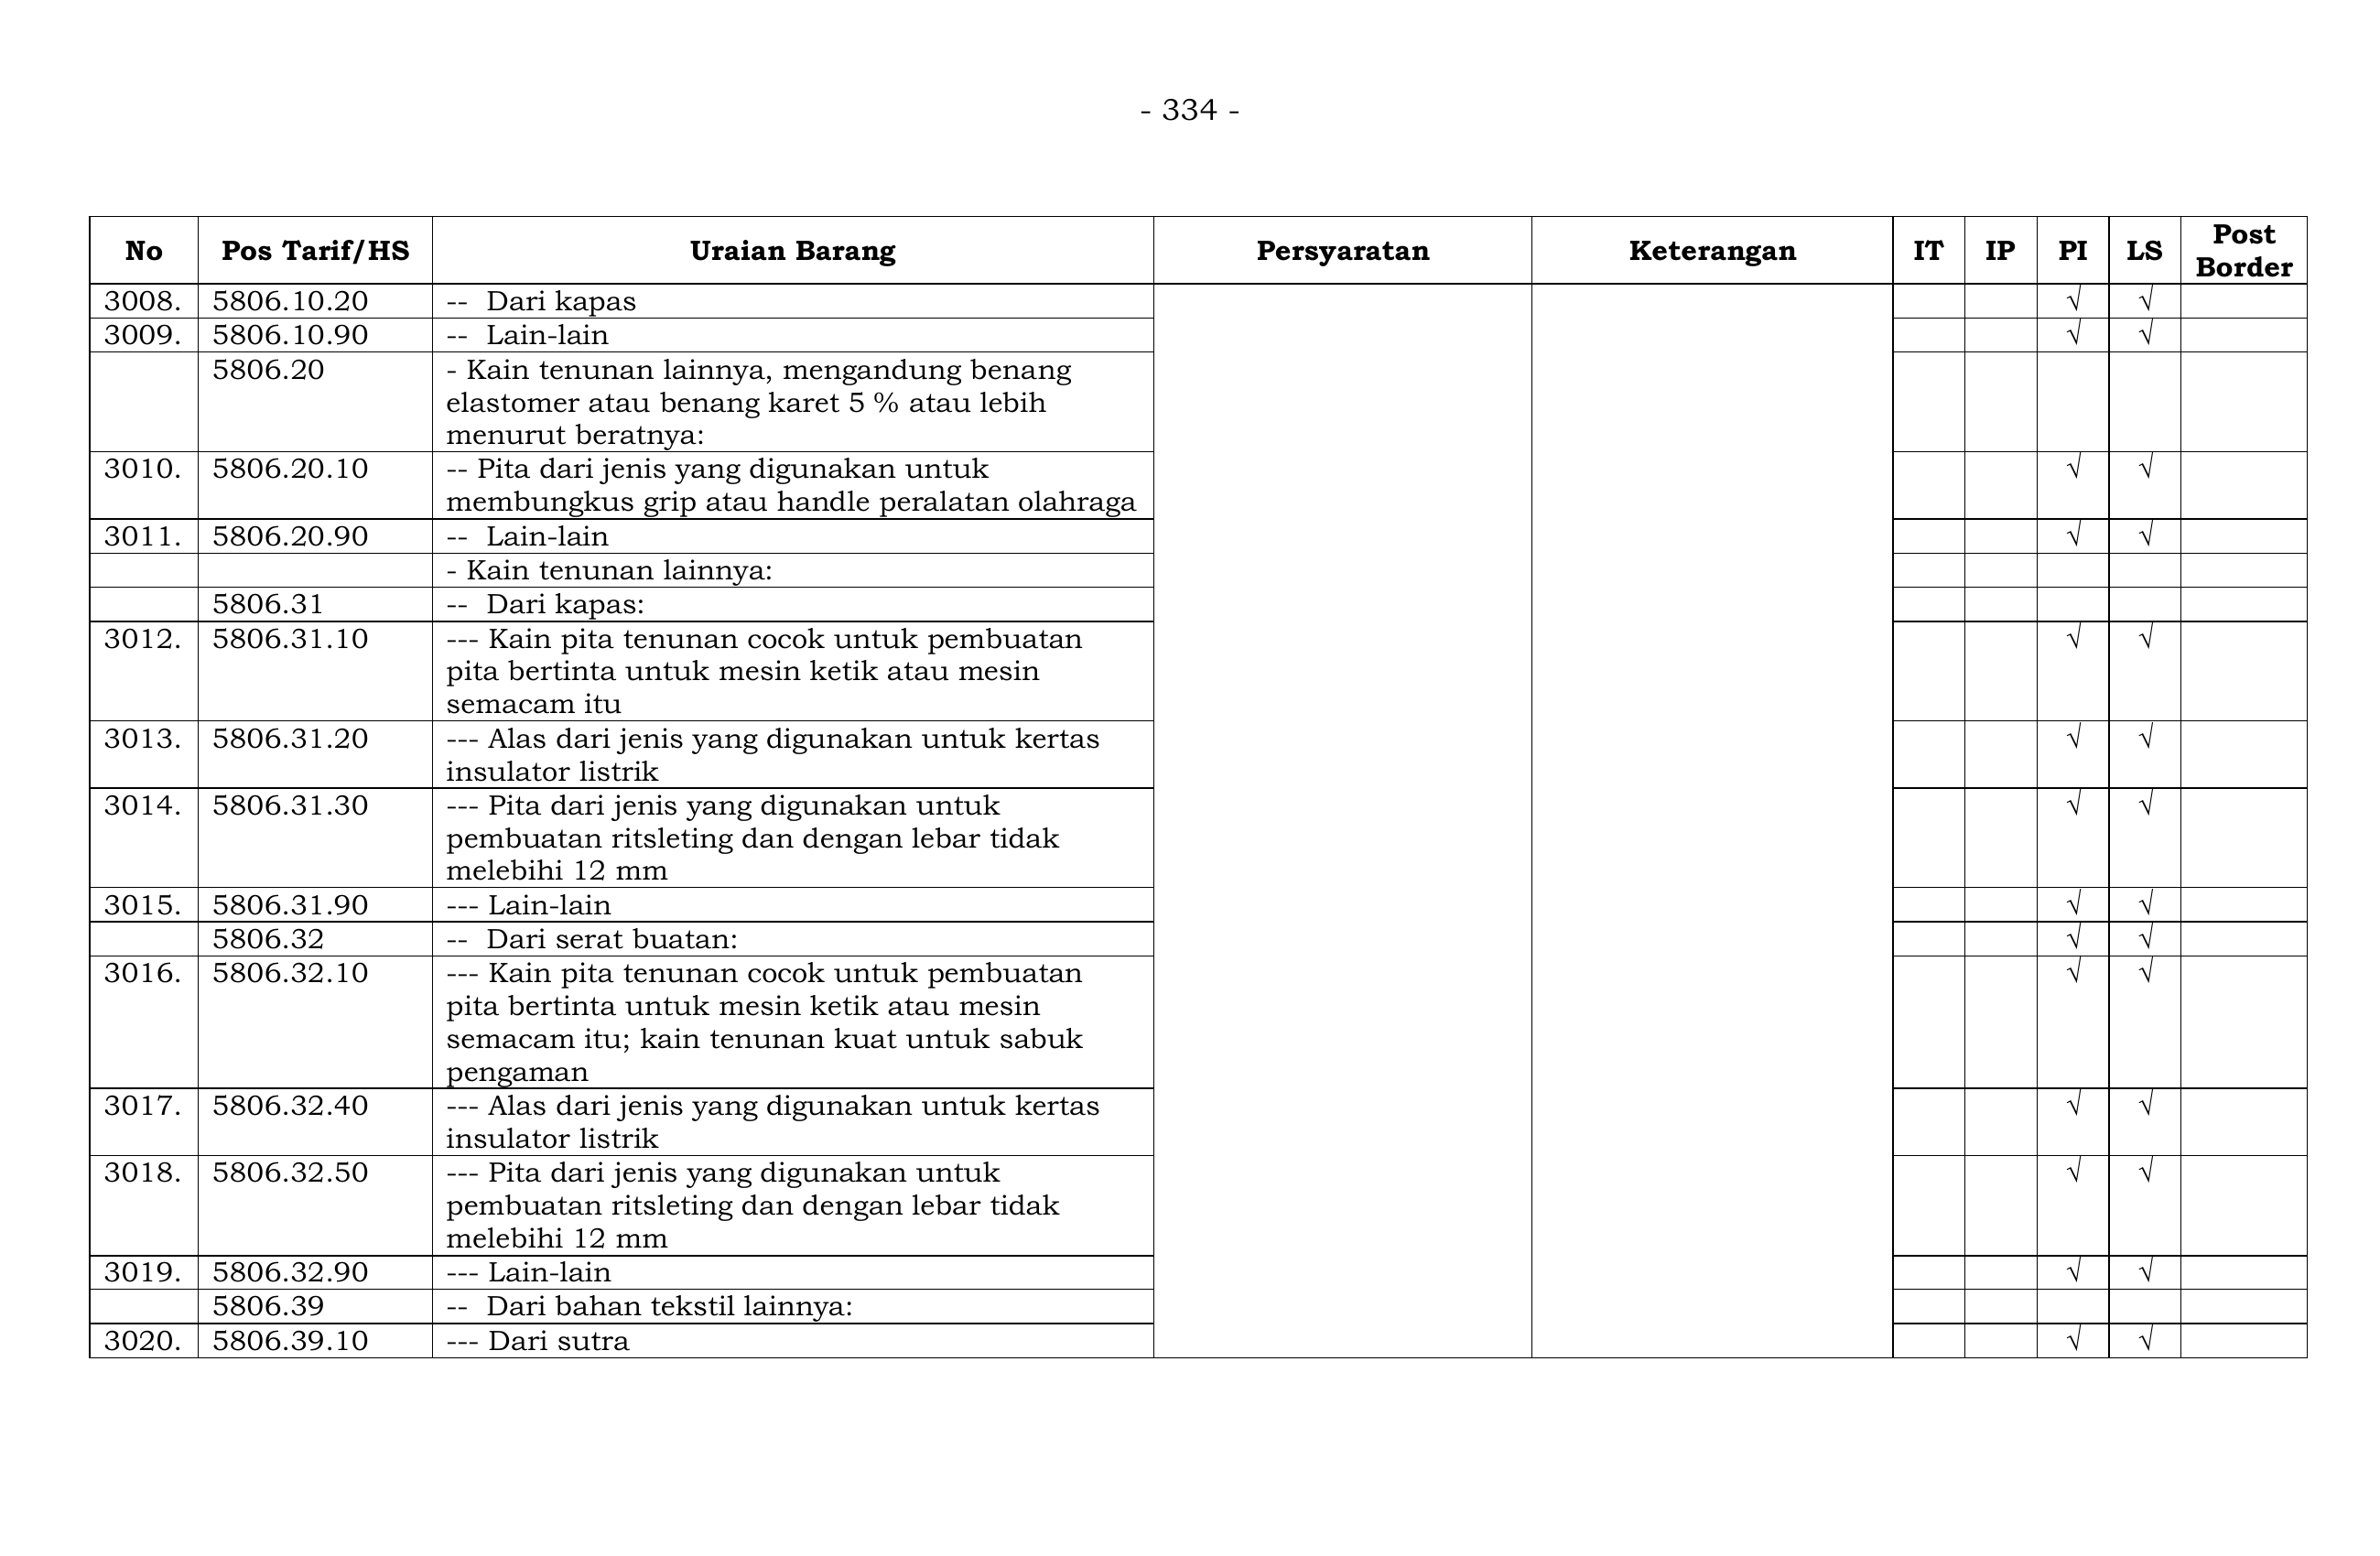 - 334 -
No Pos Tarif/HS Uraian Barang Persyaratan Keterangan IT IP PI LS Post Border
3008. 5806.10.20 -- Dari kapas √ √
3009. 5806.10.90 -- Lain-lain √ √
5806.20 - Kain tenunan lainnya, mengandung benang
elastomer atau benang karet 5 % atau lebih
menurut beratnya:
3010. 5806.20.10 -- Pita dari jenis yang digunakan untuk √ √
membungkus grip atau handle peralatan olahraga
3011. 5806.20.90 -- Lain-lain √ √
- Kain tenunan lainnya:
5806.31 -- Dari kapas:
3012. 5806.31.10 --- Kain pita tenunan cocok untuk pembuatan √ √
pita bertinta untuk mesin ketik atau mesin
semacam itu
3013. 5806.31.20 --- Alas dari jenis yang digunakan untuk kertas √ √
insulator listrik
3014. 5806.31.30 --- Pita dari jenis yang digunakan untuk √ √
pembuatan ritsleting dan dengan lebar tidak
melebihi 12 mm
3015. 5806.31.90 --- Lain-lain √ √
5806.32 -- Dari serat buatan: √ √
3016. 5806.32.10 --- Kain pita tenunan cocok untuk pembuatan √ √
pita bertinta untuk mesin ketik atau mesin
semacam itu; kain tenunan kuat untuk sabuk
pengaman
3017. 5806.32.40 --- Alas dari jenis yang digunakan untuk kertas √ √
insulator listrik
3018. 5806.32.50 --- Pita dari jenis yang digunakan untuk √ √
pembuatan ritsleting dan dengan lebar tidak
melebihi 12 mm
3019. 5806.32.90 --- Lain-lain √ √
5806.39 -- Dari bahan tekstil lainnya:
3020. 5806.39.10 --- Dari sutra √ √